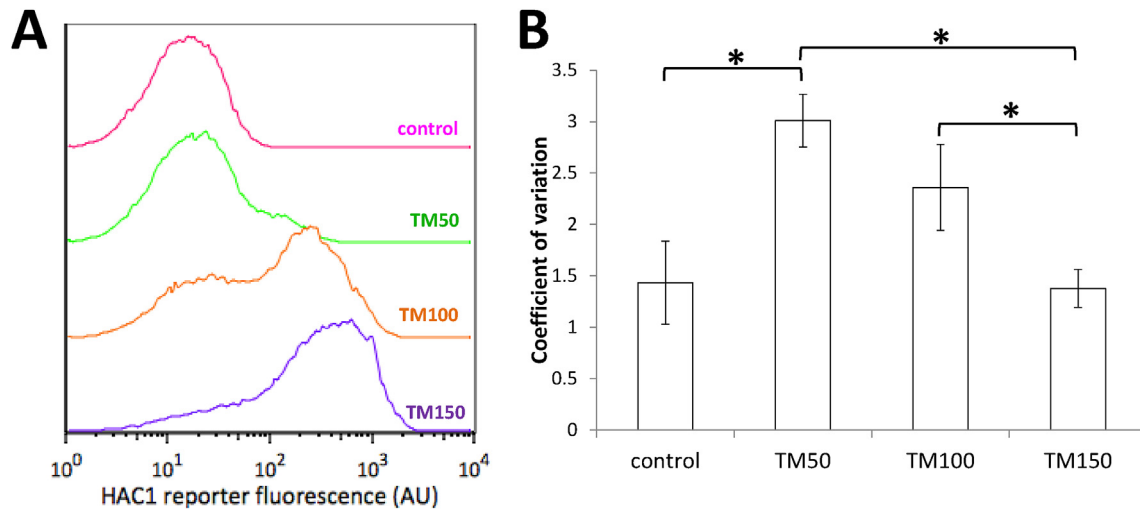 A
control
TM50
TM100
TM150
10^0 10^1 10^2 10^3 10^4
HAC1 reporter fluorescence (AU)
B
* *
*
Coefficient of variation
3.5
3
2.5
2
1.5
1
0.5
0
control TM50 TM100 TM150